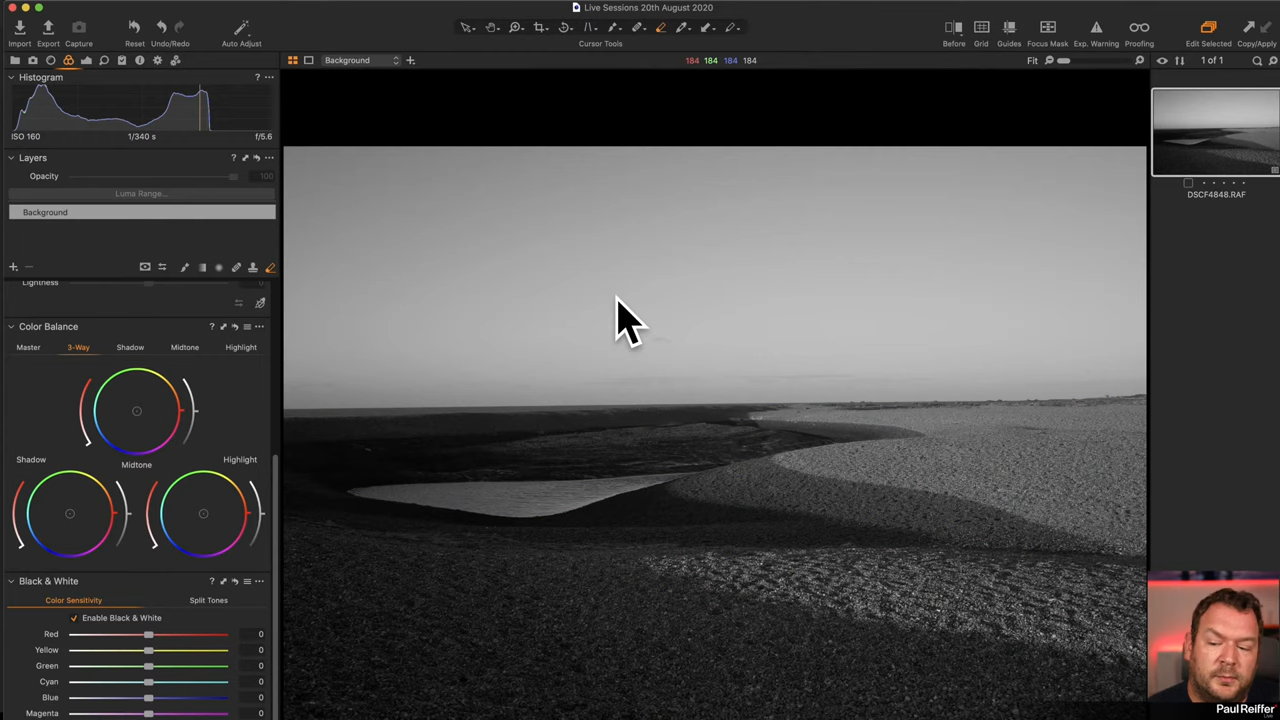 Live Sessions 20th August 2020
Import Export Capture Reset Undo/Redo Auto Adjust Cursor Tools Before Grid Guides Focus Mask Exp. Warning Proofing Edit Selected Copy/Apply
Background 184 184 184 184 Fit 1 of 1
Histogram ? ...
ISO 160 1/340 s f/5.6
Layers ? ...
Opacity 100
Luma Range...
Background
DSCF4848.RAF
Lightness 0
Color Balance ? ...
Master 3-Way Shadow Midtone Highlight
Shadow Midtone Highlight
Black & White ? ...
Color Sensitivity Split Tones
Enable Black & White
Red 0
Yellow 0
Green 0
Cyan 0
Blue 0
Magenta 0
Paul Reiffer